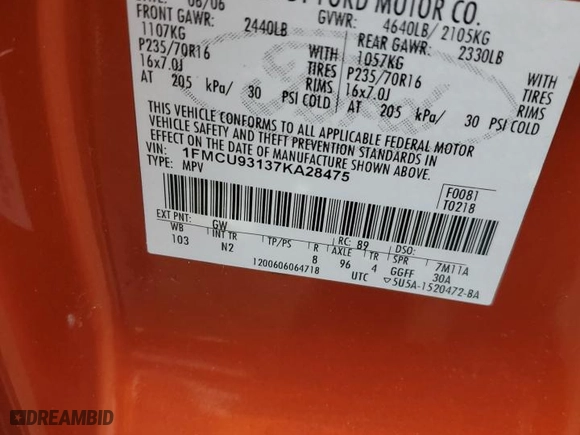 DATE: 06/06 BY FORD MOTOR CO.
FRONT GAWR: 2440LB GVWR: 4640LB/ 2105KG
1107KG REAR GAWR: 2330LB
P235/70R16 WITH TIRES 1057KG WITH
16x7.0J RIMS P235/70R16 TIRES
AT 205 kPa/ 30 PSI COLD 16x7.0J RIMS
AT 205 kPa/ 30 PSI COLD
THIS VEHICLE CONFORMS TO ALL APPLICABLE FEDERAL MOTOR
VEHICLE SAFETY AND THEFT PREVENTION STANDARDS IN
EFFECT ON THE DATE OF MANUFACTURE SHOWN ABOVE.
VIN: 1FMCU93137KA28475
TYPE: MPV
F0081
T0218
EXT PNT: GW RC: 89 DSO:
WB INT TR TP/PS R AXLE TR SPR 7M11A
103 N2 8 96 4 GGFF 30A
1200606064718 UTC ▽5U5A-1520472-BA
DREAMBID